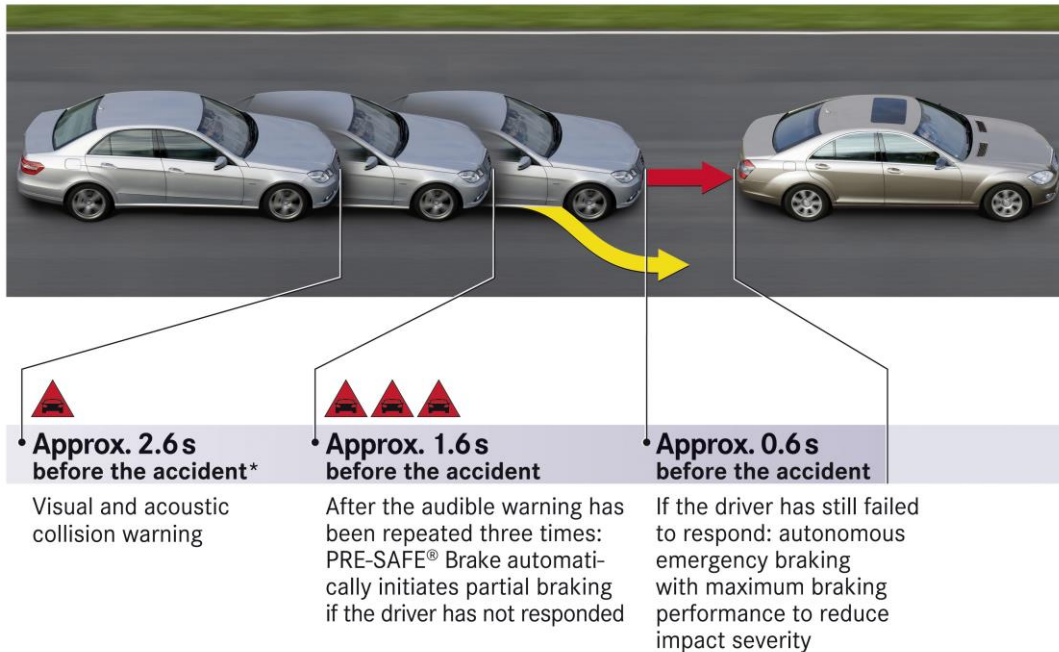 Approx. 2.6 s
before the accident*
Visual and acoustic
collision warning
Approx. 1.6 s
before the accident
After the audible warning has
been repeated three times:
PRE-SAFE® Brake automati-
cally initiates partial braking
if the driver has not responded
Approx. 0.6 s
before the accident
If the driver has still failed
to respond: autonomous
emergency braking
with maximum braking
performance to reduce
impact severity